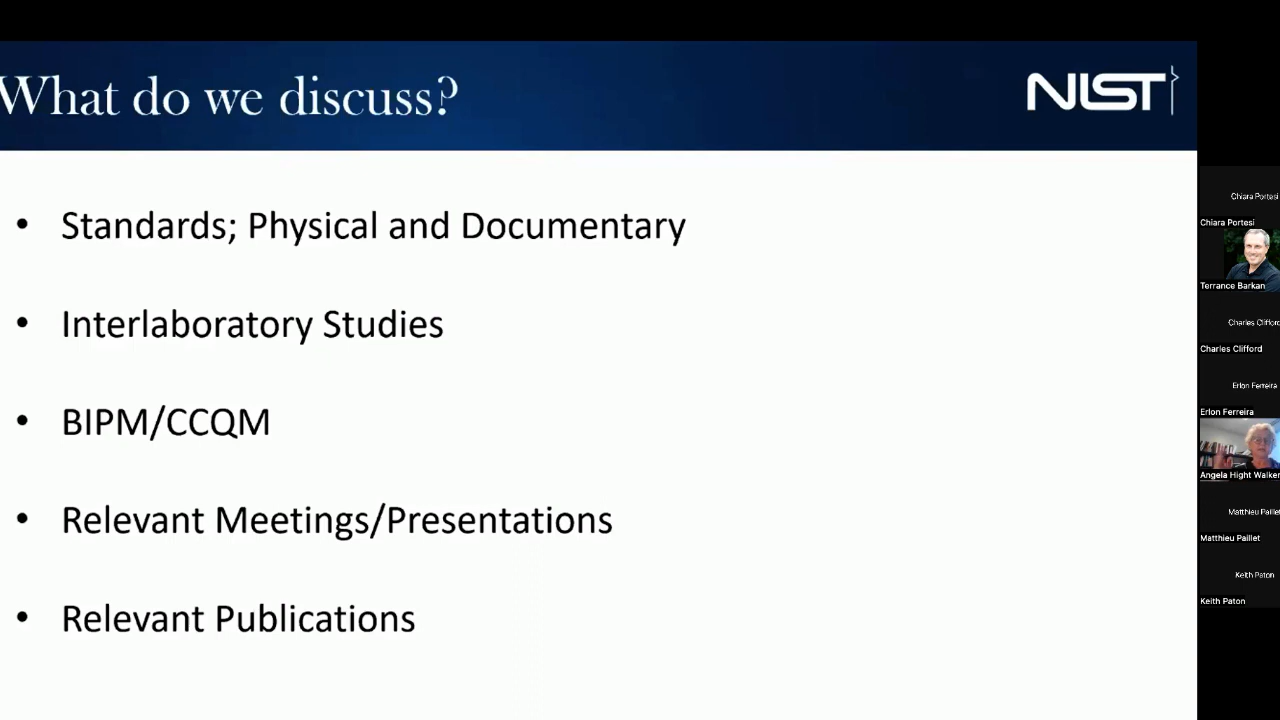 What do we discuss?
NIST
• Standards; Physical and Documentary
• Interlaboratory Studies
• BIPM/CCQM
• Relevant Meetings/Presentations
• Relevant Publications
Chiara Portesi
Chiara Portesi
Terrance Barkan
Charles Clifford
Charles Clifford
Erlon Ferreira
Erlon Ferreira
Angela Hight Walker
Matthieu Paillet
Matthieu Paillet
Keith Paton
Keith Paton